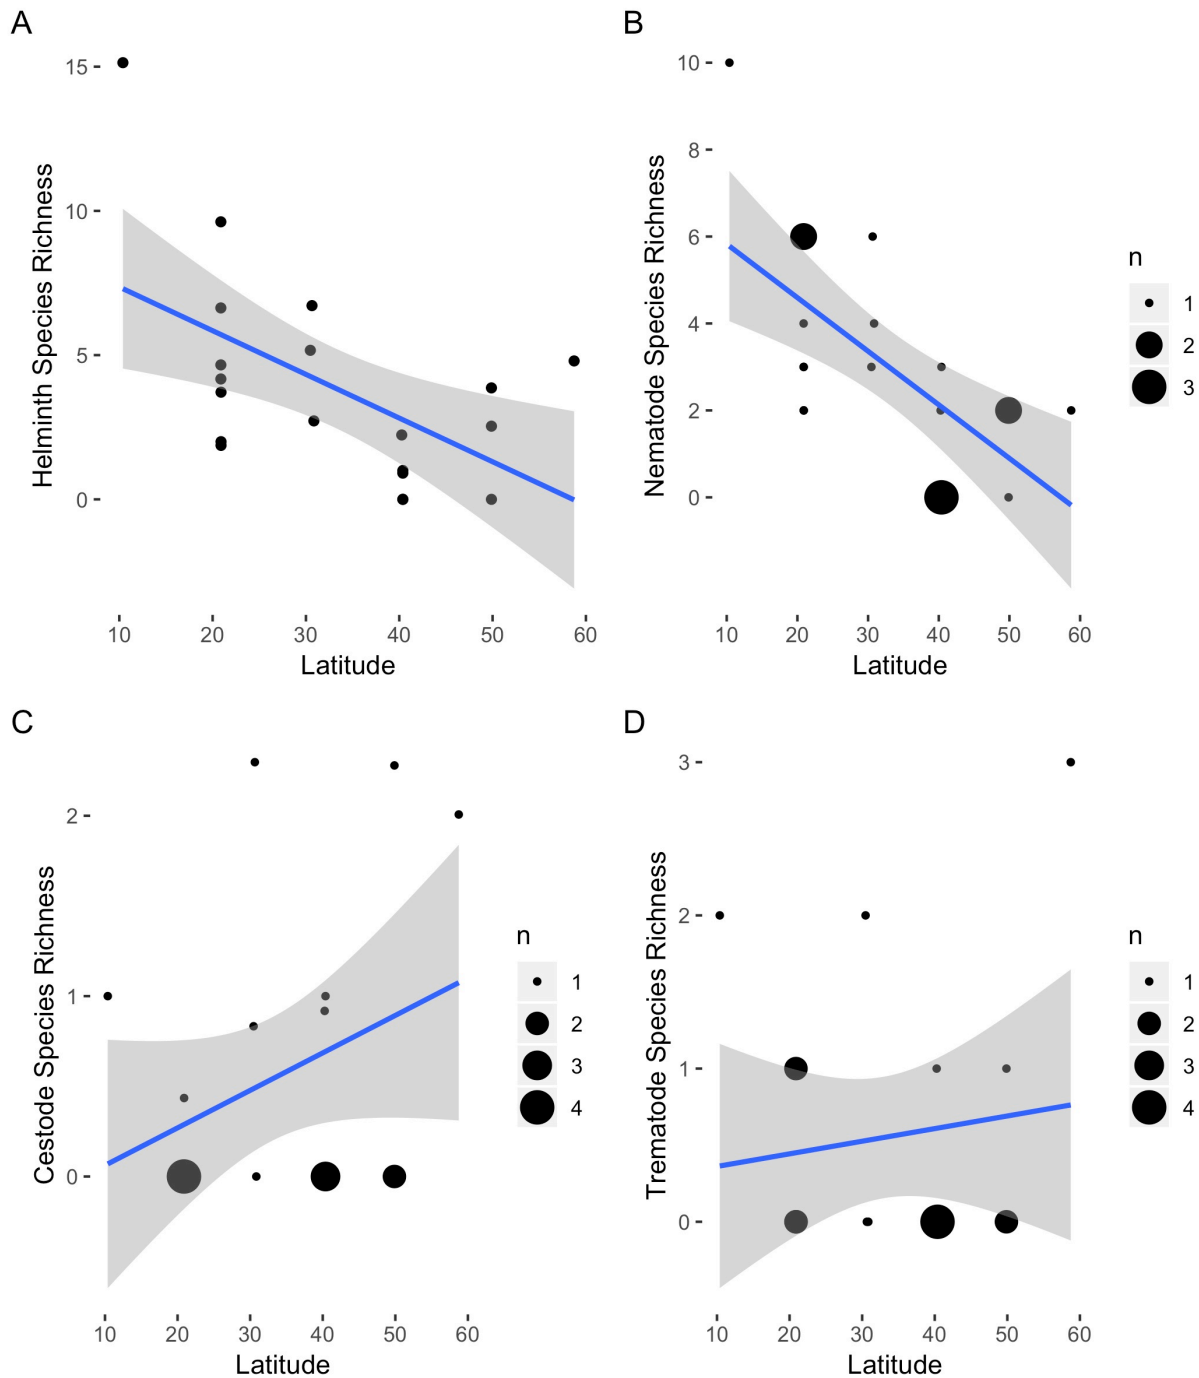 A
Helminth Species Richness
15
10
5
0
10 20 30 40 50 60
Latitude
B
Nematode Species Richness
10
8
6
4
2
0
10 20 30 40 50 60
Latitude
n
1
2
3
C
Cestode Species Richness
2
1
0
10 20 30 40 50 60
Latitude
n
1
2
3
4
D
Trematode Species Richness
3
2
1
0
10 20 30 40 50 60
Latitude
n
1
2
3
4